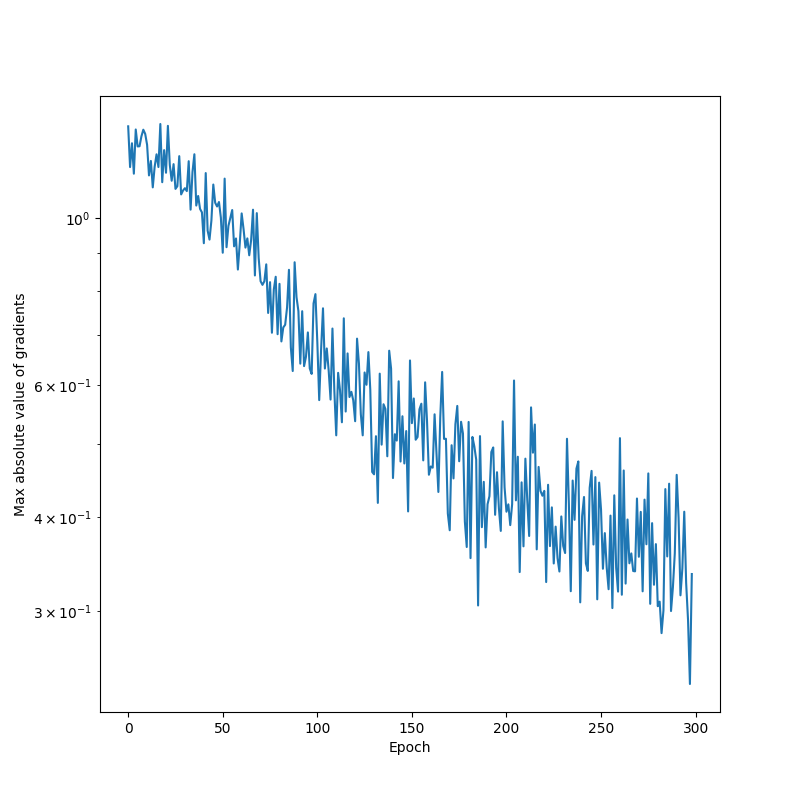 Max absolute value of gradients
10⁰
6 × 10⁻¹
4 × 10⁻¹
3 × 10⁻¹
0 50 100 150 200 250 300
Epoch